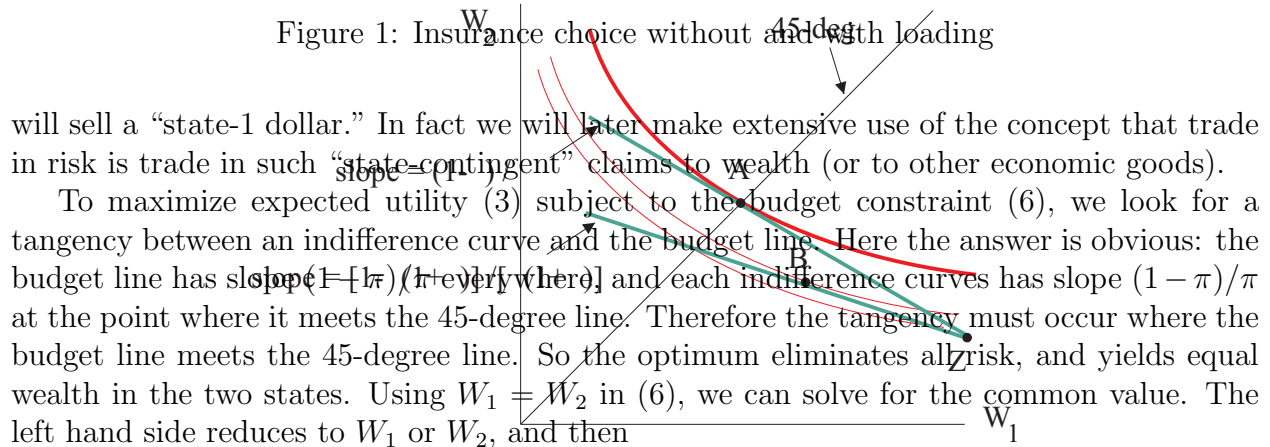 W2
45-deg
Figure 1: Insurance choice without and with loading
will sell a “state-1 dollar.” In fact we will later make extensive use of the concept that trade
in risk is trade in such “state-contingent” claims to wealth (or to other economic goods).
A
slope = (1- )
To maximize expected utility (3) subject to the budget constraint (6), we look for a
tangency between an indifference curve and the budget line. Here the answer is obvious: the
B
budget line has slope (1 − π)/π everywhere, and each indifference curves has slope (1 − π)/π
at the point where it meets the 45-degree line. Therefore the tangency must occur where the
budget line meets the 45-degree line. So the optimum eliminates all risk, and yields equal
Z
wealth in the two states. Using W1 = W2 in (6), we can solve for the common value. The
W1
left hand side reduces to W1 or W2, and then